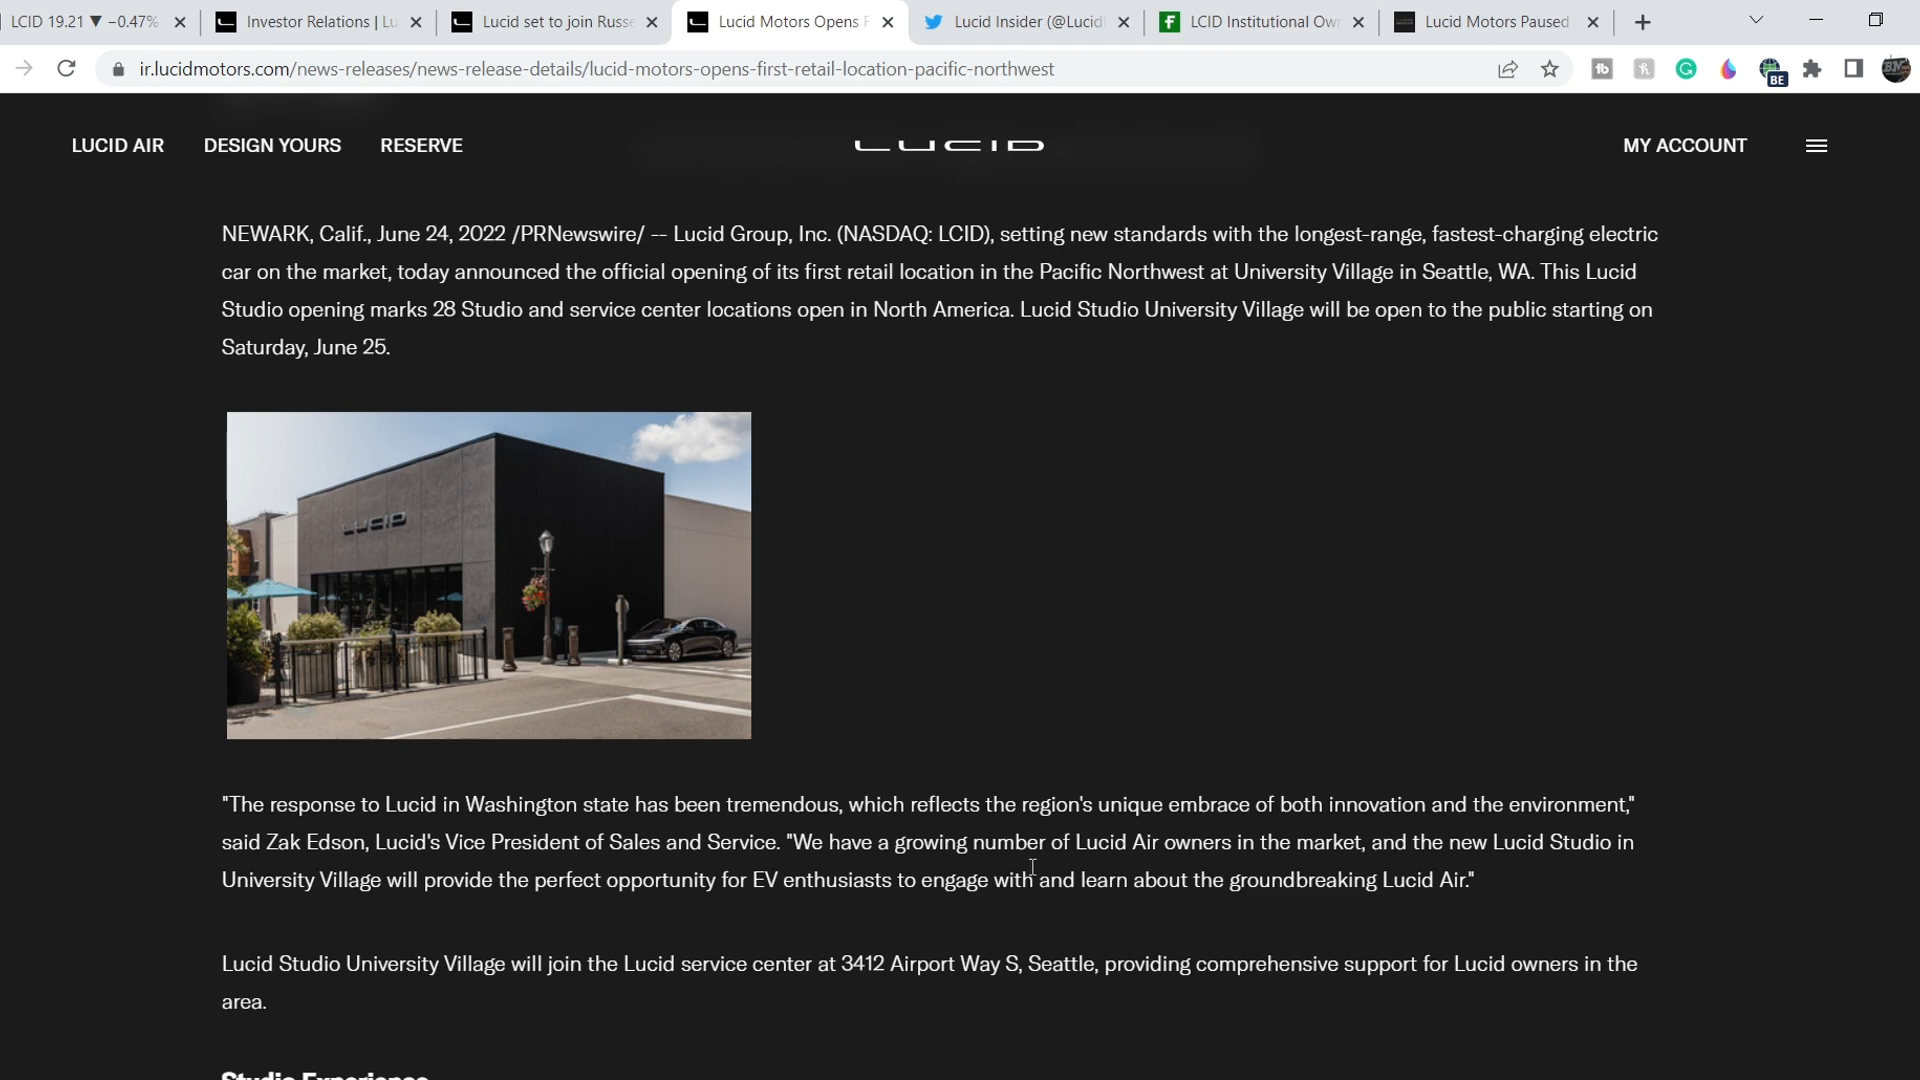 LCID 19.21 ▼ −0.47%
Investor Relations | Lu
Lucid set to join Russe
Lucid Motors Opens F
Lucid Insider (@Lucidl
LCID Institutional Own
Lucid Motors Paused
ir.lucidmotors.com/news-releases/news-release-details/lucid-motors-opens-first-retail-location-pacific-northwest
BE
LUCID AIR
DESIGN YOURS
RESERVE
LUCID
MY ACCOUNT
NEWARK, Calif., June 24, 2022 /PRNewswire/ -- Lucid Group, Inc. (NASDAQ: LCID), setting new standards with the longest-range, fastest-charging electric
car on the market, today announced the official opening of its first retail location in the Pacific Northwest at University Village in Seattle, WA. This Lucid
Studio opening marks 28 Studio and service center locations open in North America. Lucid Studio University Village will be open to the public starting on
Saturday, June 25.
LUCID
"The response to Lucid in Washington state has been tremendous, which reflects the region's unique embrace of both innovation and the environment,"
said Zak Edson, Lucid's Vice President of Sales and Service. "We have a growing number of Lucid Air owners in the market, and the new Lucid Studio in
University Village will provide the perfect opportunity for EV enthusiasts to engage with and learn about the groundbreaking Lucid Air."
Lucid Studio University Village will join the Lucid service center at 3412 Airport Way S, Seattle, providing comprehensive support for Lucid owners in the
area.
Studio Experience